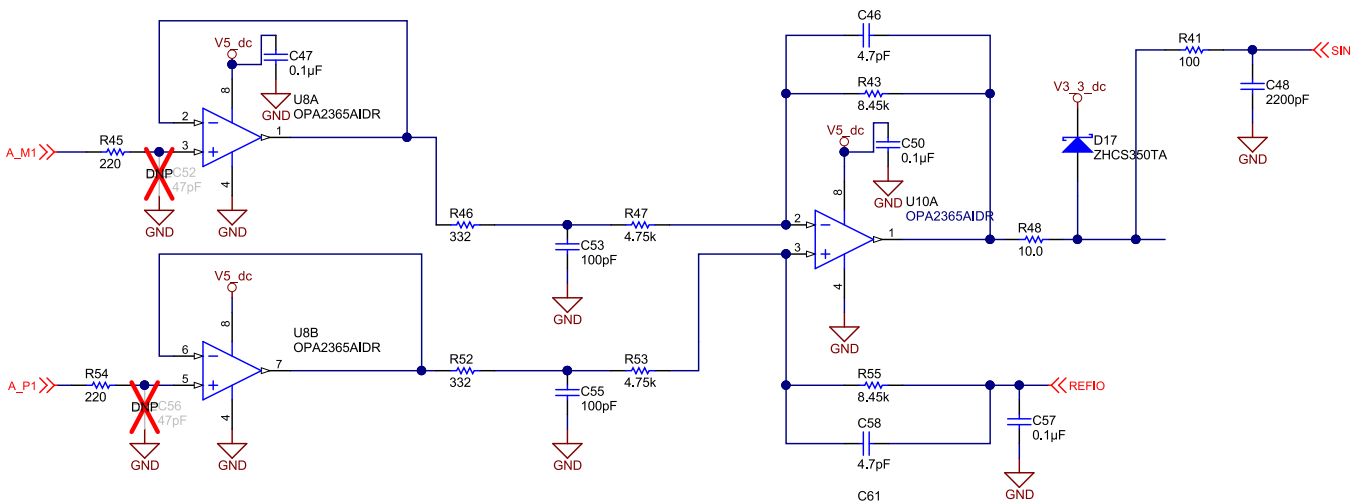 V5_dc
C47
0.1µF
8
GND
U8A
OPA2365AIDR
2
1
3
4
A_M1
R45
220
DNP
C52
47pF
GND
GND
R46
332
C53
100pF
GND
R47
4.75k
C46
4.7pF
R43
8.45k
V5_dc
C50
0.1µF
8
GND
U10A
OPA2365AIDR
2
1
3
4
GND
R48
10.0
V3_3_dc
D17
ZHCS350TA
R41
100
C48
2200pF
GND
SIN
V5_dc
8
U8B
OPA2365AIDR
6
7
5
4
A_P1
R54
220
DNP
C56
47pF
GND
GND
R52
332
C55
100pF
GND
R53
4.75k
R55
8.45k
C58
4.7pF
REFIO
C57
0.1µF
GND
C61